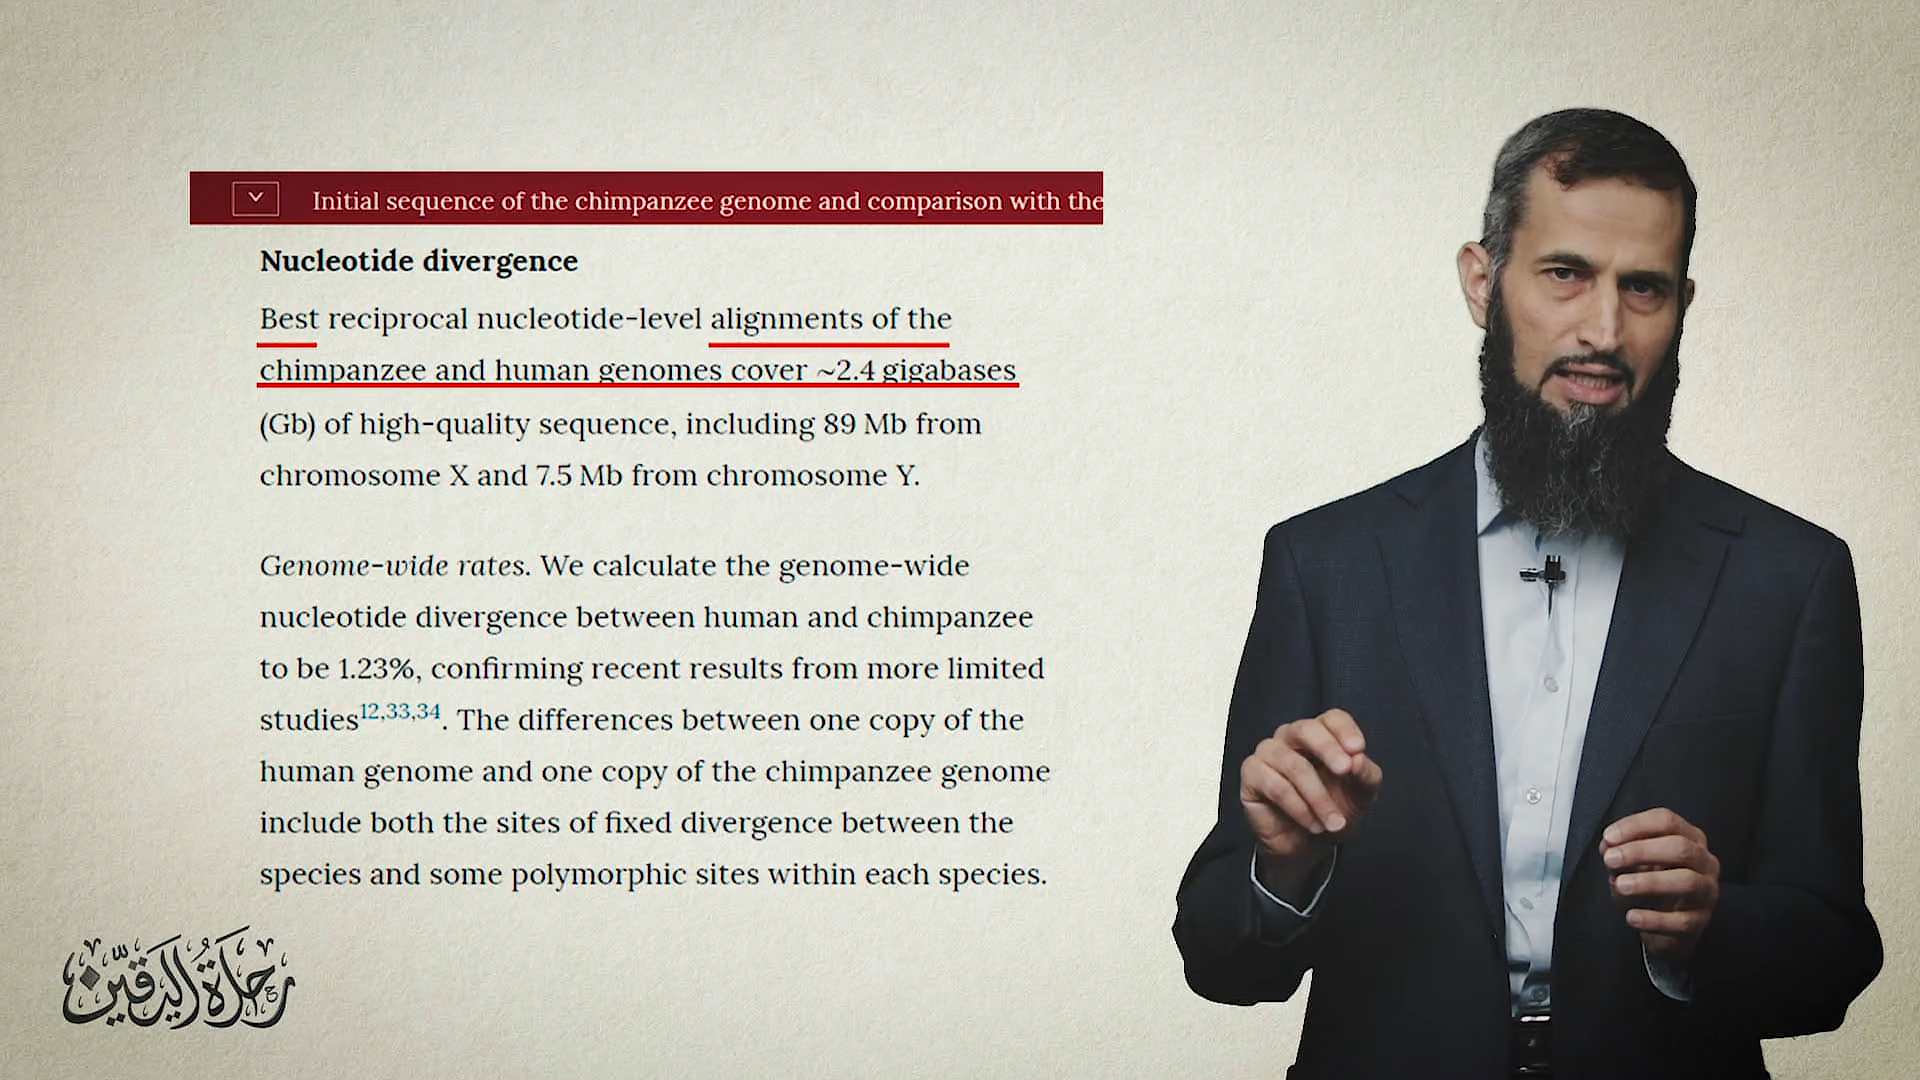 Initial sequence of the chimpanzee genome and comparison with the
Nucleotide divergence
Best reciprocal nucleotide-level alignments of the
chimpanzee and human genomes cover ~2.4 gigabases
(Gb) of high-quality sequence, including 89 Mb from
chromosome X and 7.5 Mb from chromosome Y.
Genome-wide rates. We calculate the genome-wide
nucleotide divergence between human and chimpanzee
to be 1.23%, confirming recent results from more limited
studies12,33,34. The differences between one copy of the
human genome and one copy of the chimpanzee genome
include both the sites of fixed divergence between the
species and some polymorphic sites within each species.
رحلة اليقين